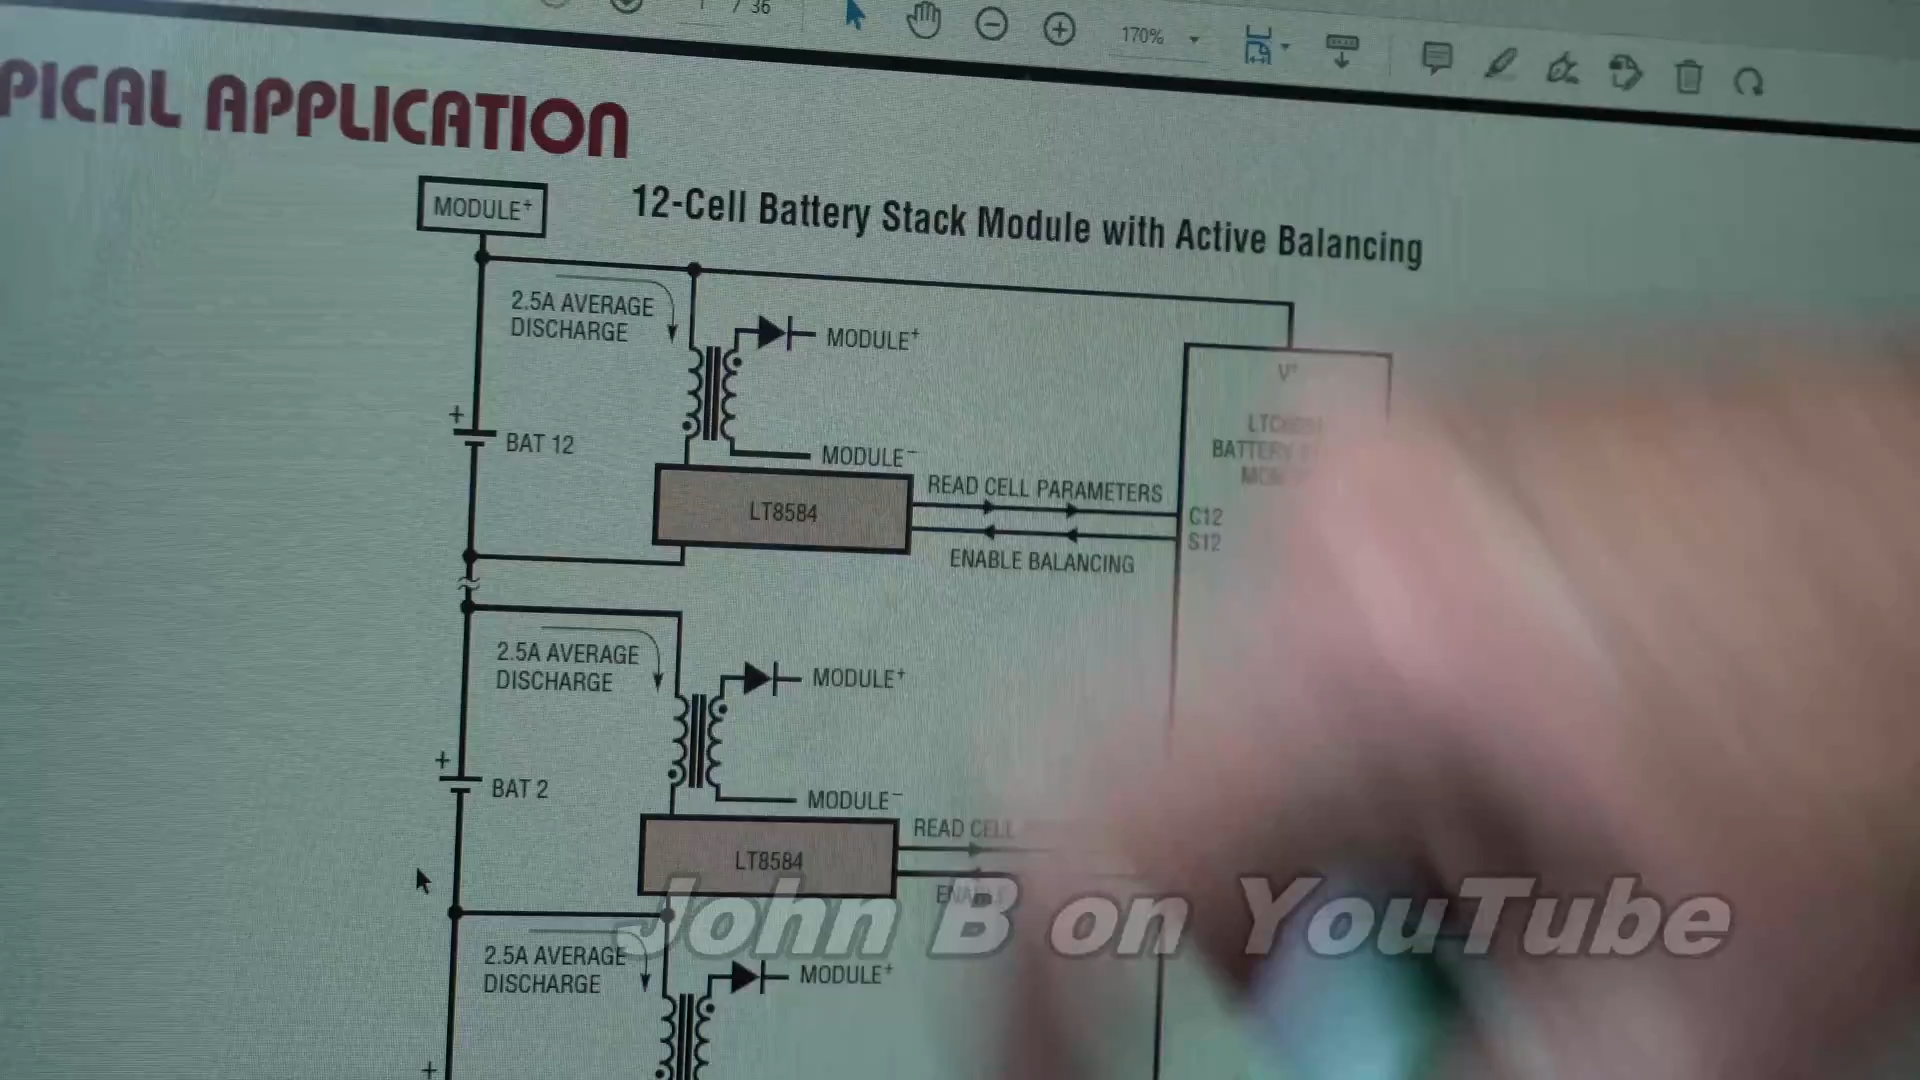 1 / 36
170%
PICAL APPLICATION
12-Cell Battery Stack Module with Active Balancing
MODULE+
2.5A AVERAGE
DISCHARGE
MODULE+
V+
+
BAT 12
BATTERY
MODULE−
READ CELL PARAMETERS
LT8584
C12
S12
ENABLE BALANCING
2.5A AVERAGE
DISCHARGE
MODULE+
+
BAT 2
MODULE−
READ CELL
LT8584
John B on YouTube
2.5A AVERAGE
DISCHARGE
MODULE+
+